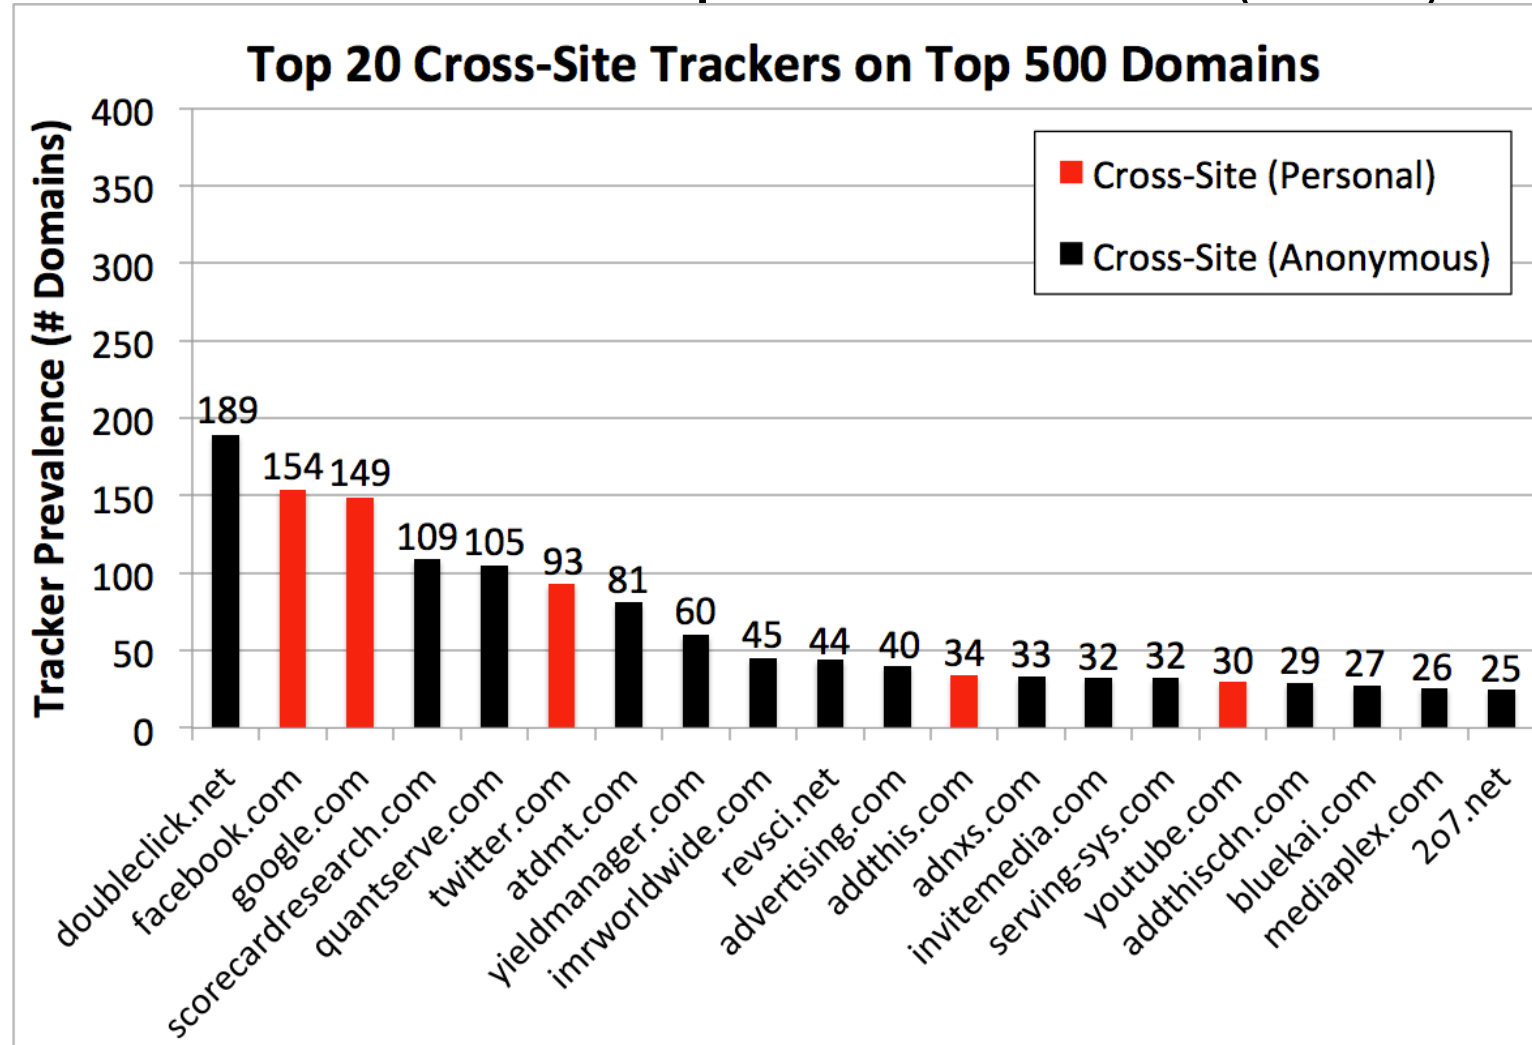 Top 20 Cross-Site Trackers on Top 500 Domains
Tracker Prevalence (# Domains)
400
350
300
250
200
150
100
50
0
Cross-Site (Personal)
Cross-Site (Anonymous)
189
154
149
109
105
93
81
60
45
44
40
34
33
32
32
30
29
27
26
25
doubleclick.net
facebook.com
google.com
scorecardresearch.com
quantserve.com
twitter.com
atdmt.com
yieldmanager.com
imrworldwide.com
revsci.net
advertising.com
addthis.com
adnxs.com
invitemedia.com
serving-sys.com
youtube.com
addthiscdn.com
bluekai.com
mediaplex.com
2o7.net